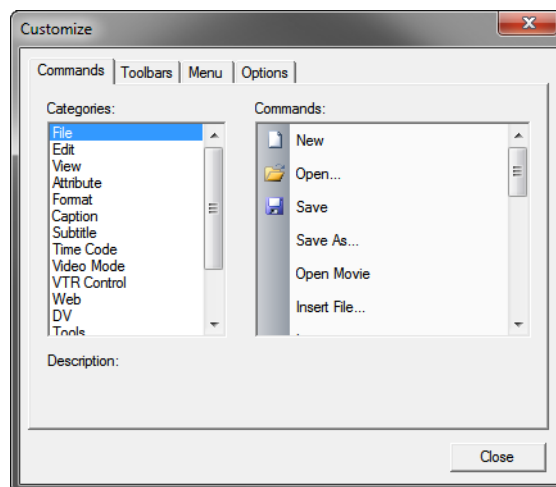 Customize
Commands Toolbars Menu Options
Categories:
File
Edit
View
Attribute
Format
Caption
Subtitle
Time Code
Video Mode
VTR Control
Web
DV
Tools
Commands:
New
Open...
Save
Save As...
Open Movie
Insert File...
Description:
Close